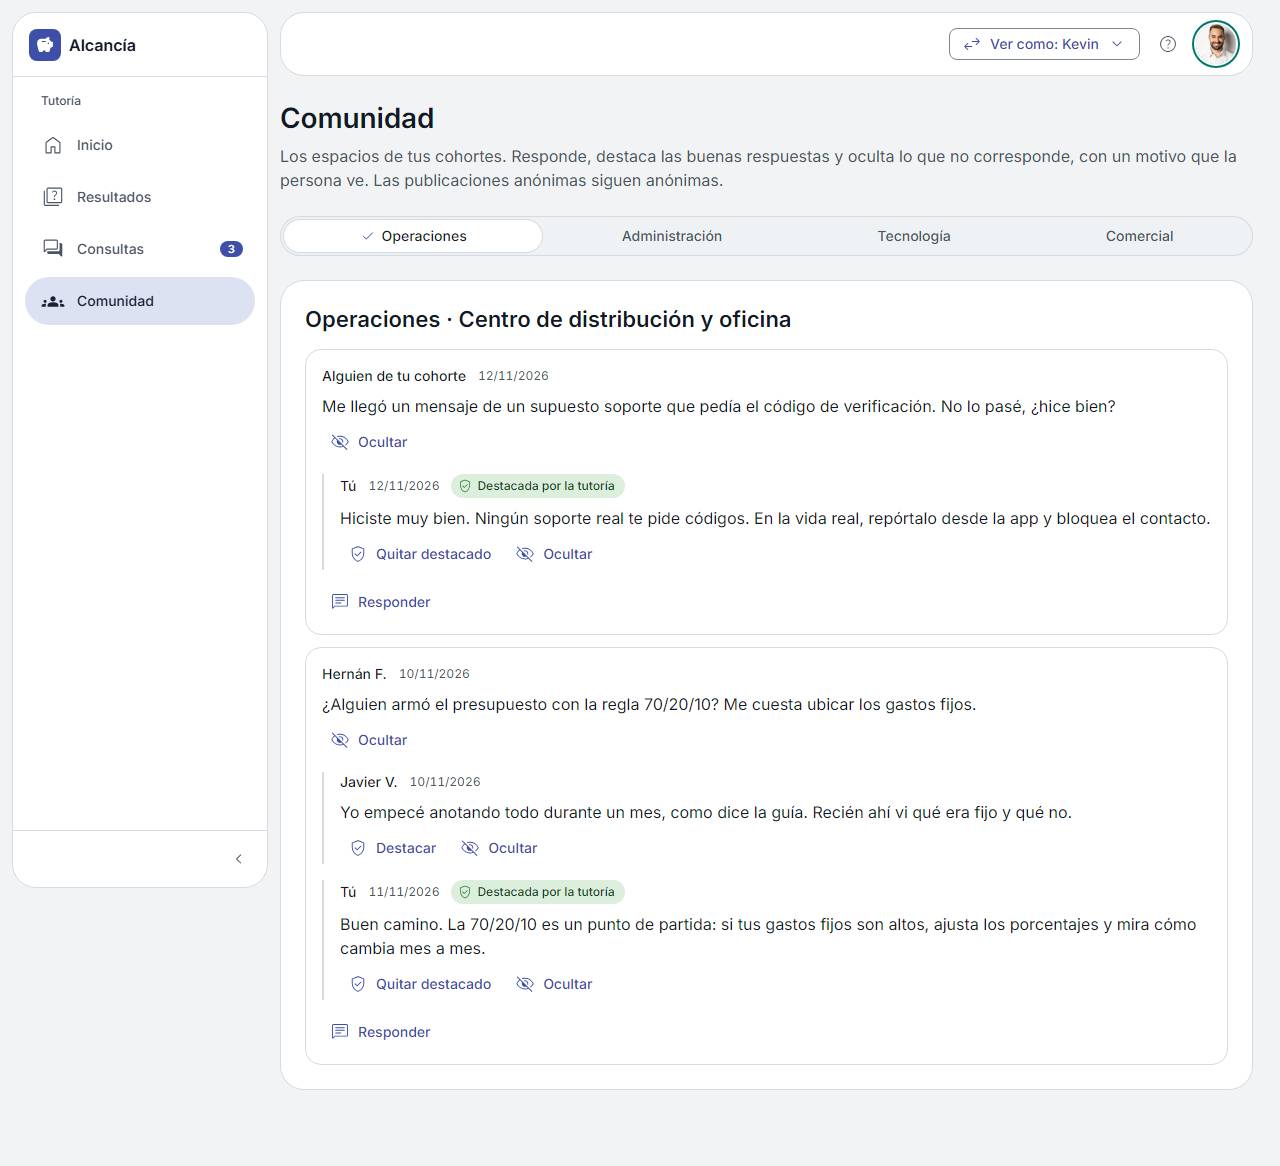 Alcancía
Ver como: Kevin
Tutoría
Inicio
Resultados
Consultas
3
Comunidad
Comunidad
Los espacios de tus cohortes. Responde, destaca las buenas respuestas y oculta lo que no corresponde, con un motivo que la
persona ve. Las publicaciones anónimas siguen anónimas.
Operaciones
Administración
Tecnología
Comercial
Operaciones · Centro de distribución y oficina
Alguien de tu cohorte 12/11/2026
Me llegó un mensaje de un supuesto soporte que pedía el código de verificación. No lo pasé, ¿hice bien?
Ocultar
Tú 12/11/2026 Destacada por la tutoría
Hiciste muy bien. Ningún soporte real te pide códigos. En la vida real, repórtalo desde la app y bloquea el contacto.
Quitar destacado Ocultar
Responder
Hernán F. 10/11/2026
¿Alguien armó el presupuesto con la regla 70/20/10? Me cuesta ubicar los gastos fijos.
Ocultar
Javier V. 10/11/2026
Yo empecé anotando todo durante un mes, como dice la guía. Recién ahí vi qué era fijo y qué no.
Destacar Ocultar
Tú 11/11/2026 Destacada por la tutoría
Buen camino. La 70/20/10 es un punto de partida: si tus gastos fijos son altos, ajusta los porcentajes y mira cómo
cambia mes a mes.
Quitar destacado Ocultar
Responder